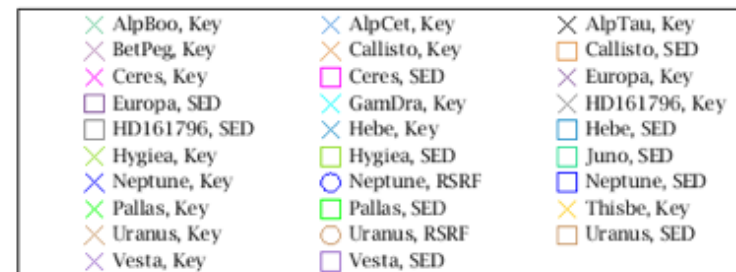 AlpBoo, Key AlpCet, Key AlpTau, Key
BetPeg, Key Callisto, Key Callisto, SED
Ceres, Key Ceres, SED Europa, Key
Europa, SED GamDra, Key HD161796, Key
HD161796, SED Hebe, Key Hebe, SED
Hygiea, Key Hygiea, SED Juno, SED
Neptune, Key Neptune, RSRF Neptune, SED
Pallas, Key Pallas, SED Thisbe, Key
Uranus, Key Uranus, RSRF Uranus, SED
Vesta, Key Vesta, SED